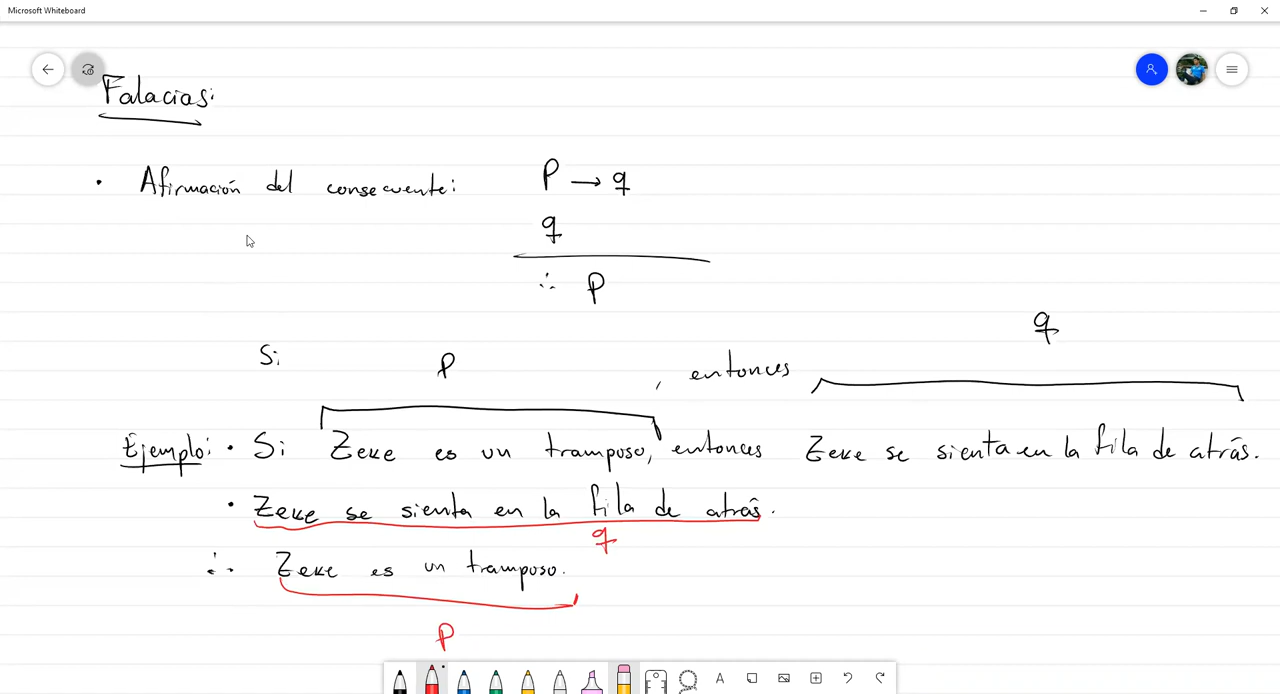 Microsoft Whiteboard
Falacias:
• Afirmación del consecuente: P → q
q
∴ P
Si P , entonces q
Ejemplo: • Si Zeke es un tramposo, entonces Zeke se sienta en la fila de atrás.
• Zeke se sienta en la fila de atrás.
q
∴ Zeke es un tramposo.
P